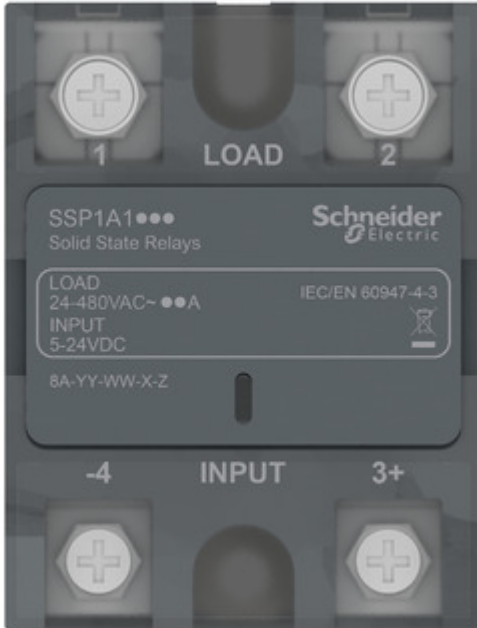 1 LOAD 2
SSP1A1●●●
Solid State Relays
Schneider
Electric
LOAD
24-480VAC~ ●●A
INPUT
5-24VDC
IEC/EN 60947-4-3
8A-YY-WW-X-Z
-4 INPUT 3+